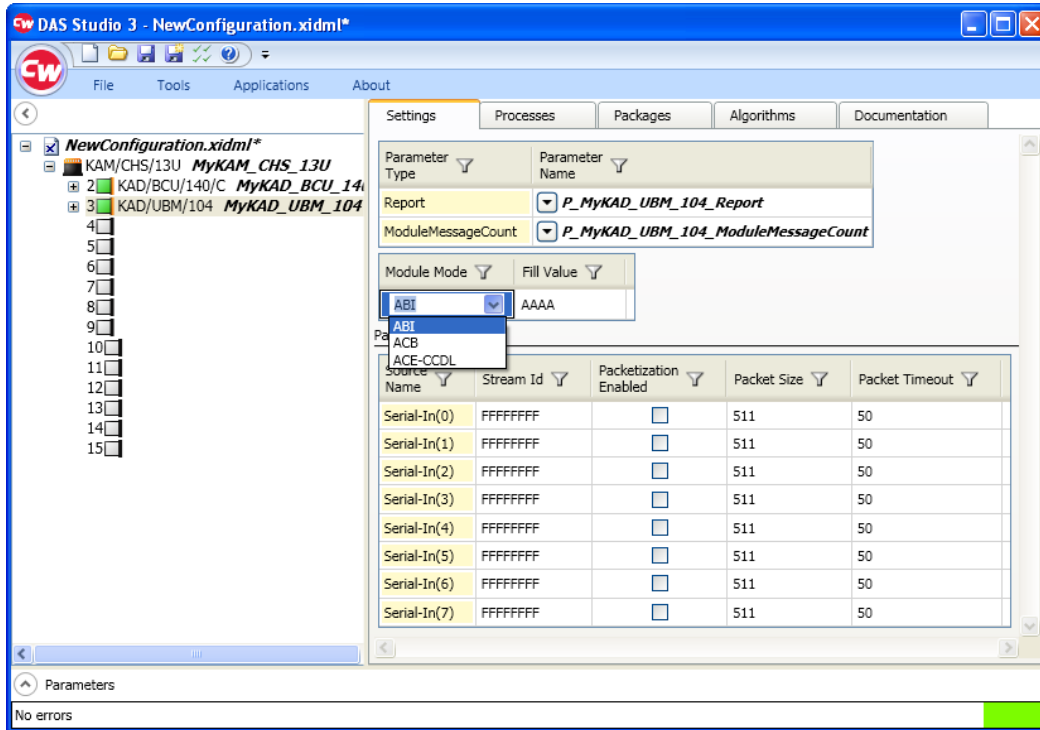 CW DAS Studio 3 - NewConfiguration.xidml*
CW
File Tools Applications About
Settings Processes Packages Algorithms Documentation
NewConfiguration.xidml*
KAM/CHS/13U MyKAM_CHS_13U
2 KAD/BCU/140/C MyKAD_BCU_14
3 KAD/UBM/104 MyKAD_UBM_104
4
5
6
7
8
9
10
11
12
13
14
15
Parameter Type Parameter Name
Report P_MyKAD_UBM_104_Report
ModuleMessageCount P_MyKAD_UBM_104_ModuleMessageCount
Module Mode Fill Value
ABI AAAA
ABI
ACB
ACE-CCDL
Pa
Source Name Stream Id Packetization Enabled Packet Size Packet Timeout
Serial-In(0) FFFFFFFF 511 50
Serial-In(1) FFFFFFFF 511 50
Serial-In(2) FFFFFFFF 511 50
Serial-In(3) FFFFFFFF 511 50
Serial-In(4) FFFFFFFF 511 50
Serial-In(5) FFFFFFFF 511 50
Serial-In(6) FFFFFFFF 511 50
Serial-In(7) FFFFFFFF 511 50
Parameters
No errors